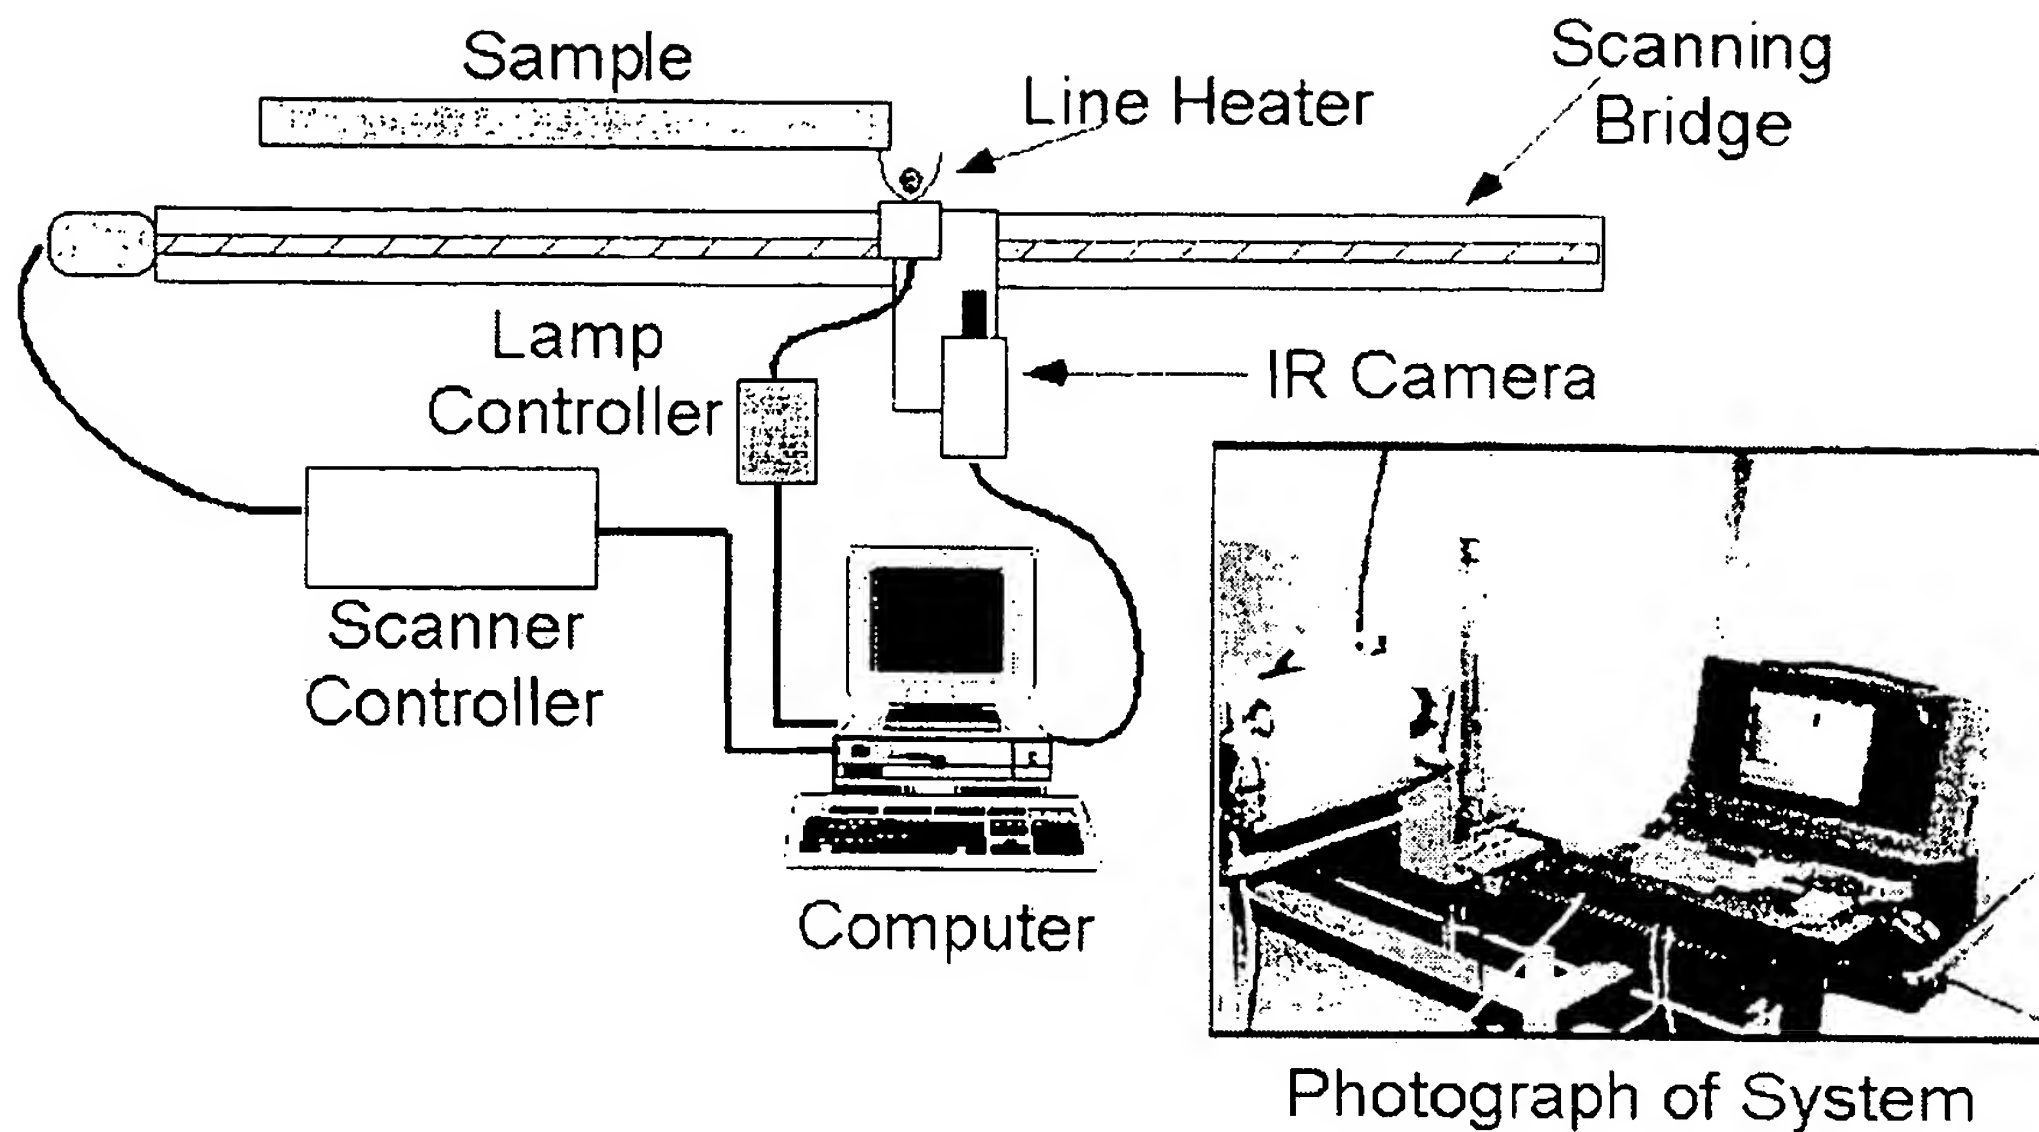 Sample
Line Heater
Scanning
Bridge
Lamp
Controller
IR Camera
Scanner
Controller
Computer
Photograph of System